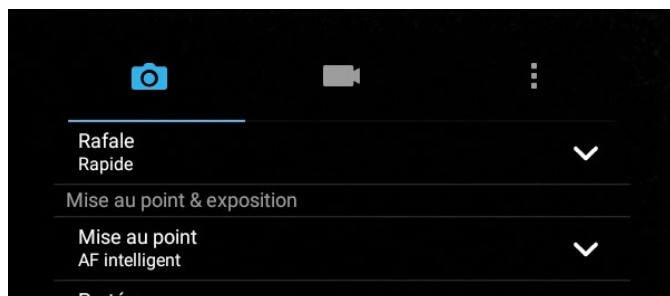 Rafale
Rapide
Mise au point & exposition
Mise au point
AF intelligent